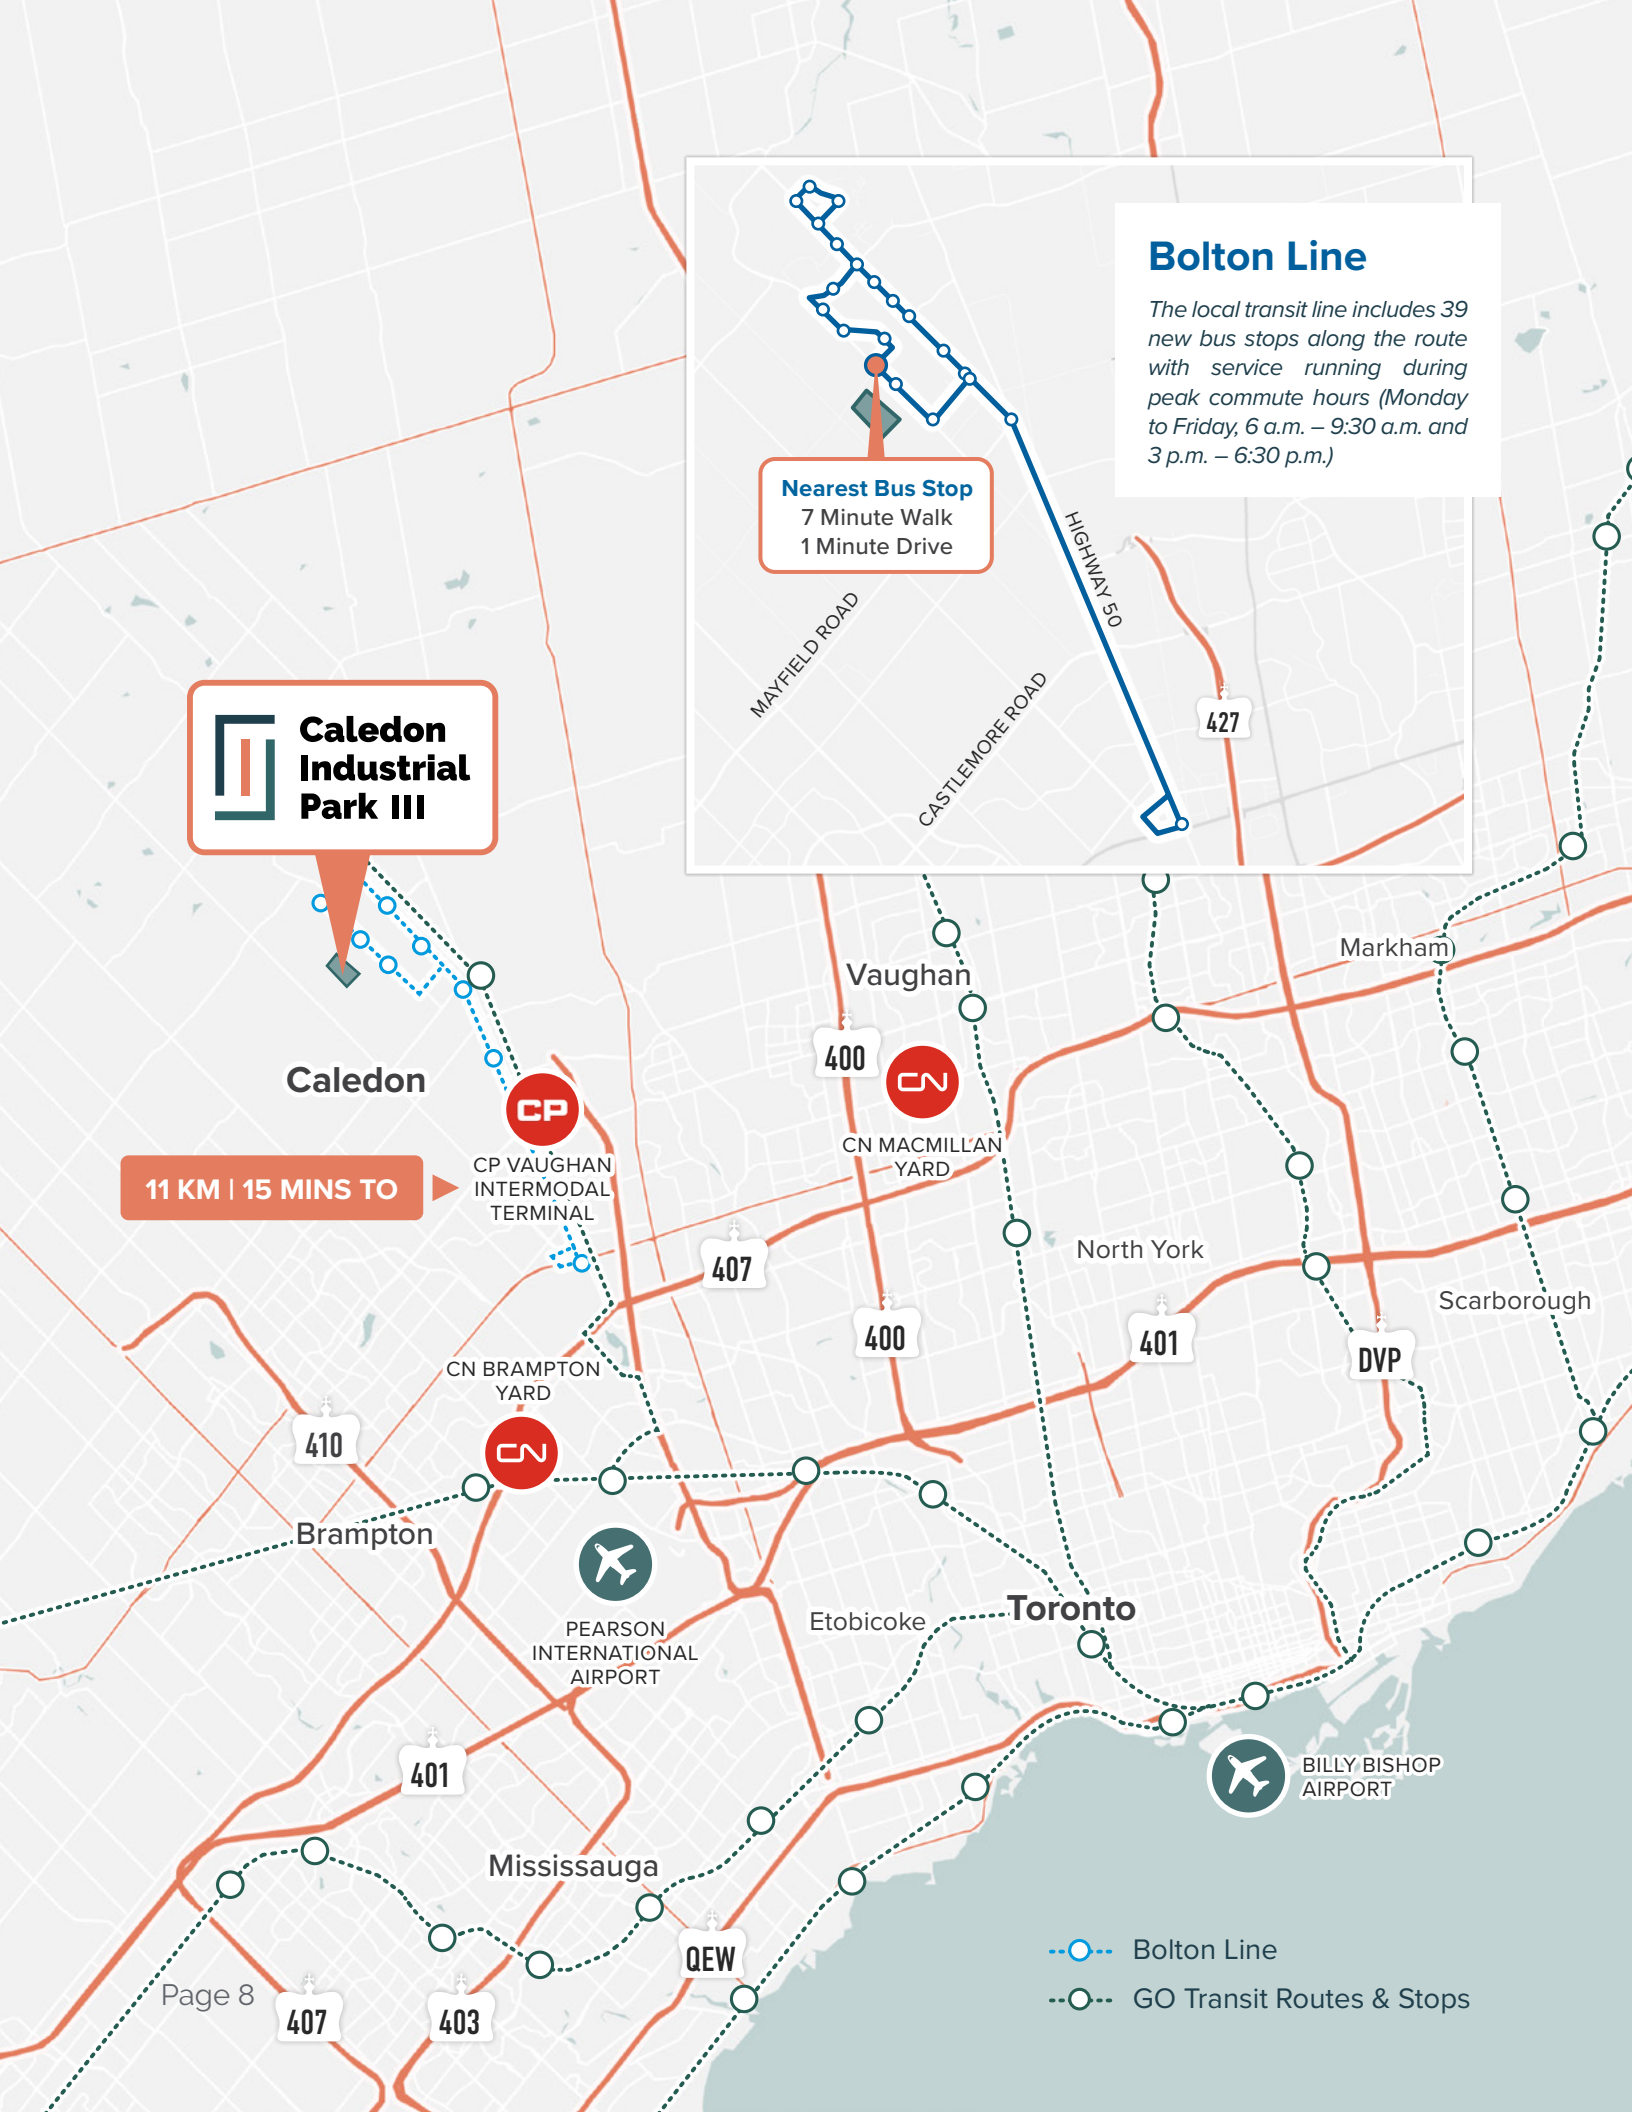 Bolton Line
The local transit line includes 39
new bus stops along the route
with service running during
peak commute hours (Monday
to Friday, 6 a.m. – 9:30 a.m. and
3 p.m. – 6:30 p.m.)
Nearest Bus Stop
7 Minute Walk
1 Minute Drive
HIGHWAY 50
MAYFIELD ROAD
CASTLEMORE ROAD
427
Caledon
Industrial
Park III
Markham
Vaughan
400
CN
Caledon
CP
CN MACMILLAN
YARD
11 KM | 15 MINS TO
CP VAUGHAN
INTERMODAL
TERMINAL
407
North York
Scarborough
400
401
DVP
CN BRAMPTON
YARD
410
CN
Brampton
PEARSON
INTERNATIONAL
AIRPORT
Etobicoke
Toronto
401
BILLY BISHOP
AIRPORT
Mississauga
QEW
Bolton Line
GO Transit Routes & Stops
Page 8
407
403